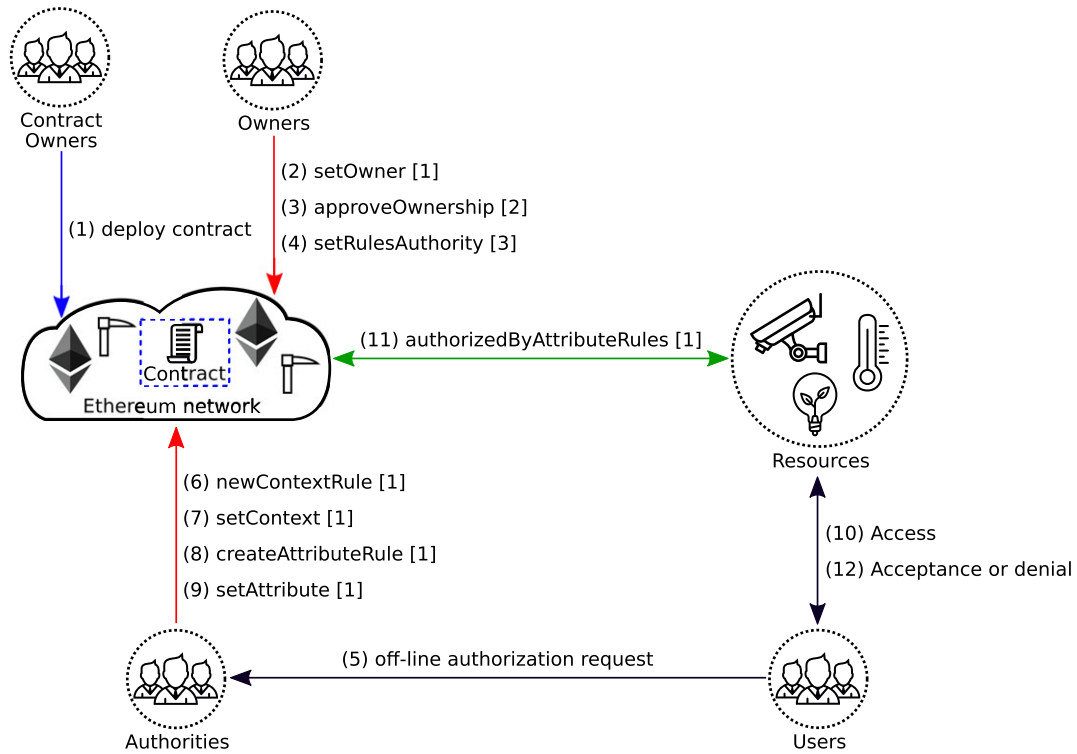 Contract
Owners
Owners
(1) deploy contract
(2) setOwner [1]
(3) approveOwnership [2]
(4) setRulesAuthority [3]
Contract
Ethereum network
(11) authorizedByAttributeRules [1]
Resources
(6) newContextRule [1]
(7) setContext [1]
(8) createAttributeRule [1]
(9) setAttribute [1]
(10) Access
(12) Acceptance or denial
(5) off-line authorization request
Authorities
Users